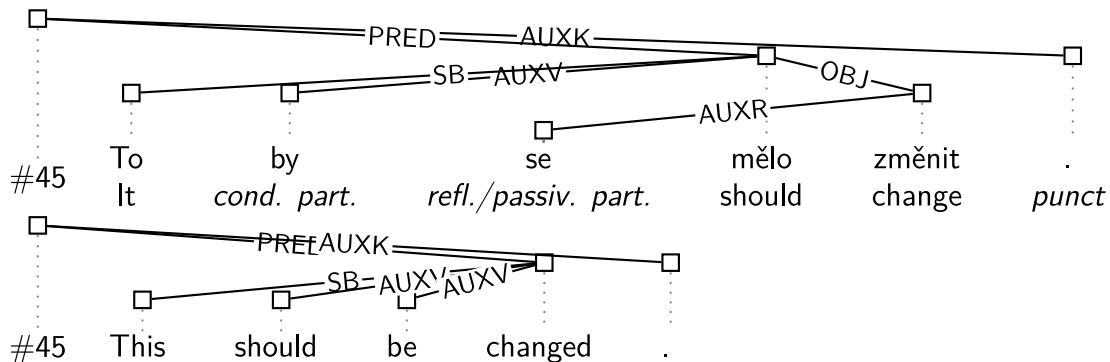 PRED AUXK
SB AUXV OBJ
AUXR
#45 To by se mělo změnit .
It cond. part. refl./passiv. part. should change punct
PRED AUXK
SB AUXV AUXV
#45 This should be changed .